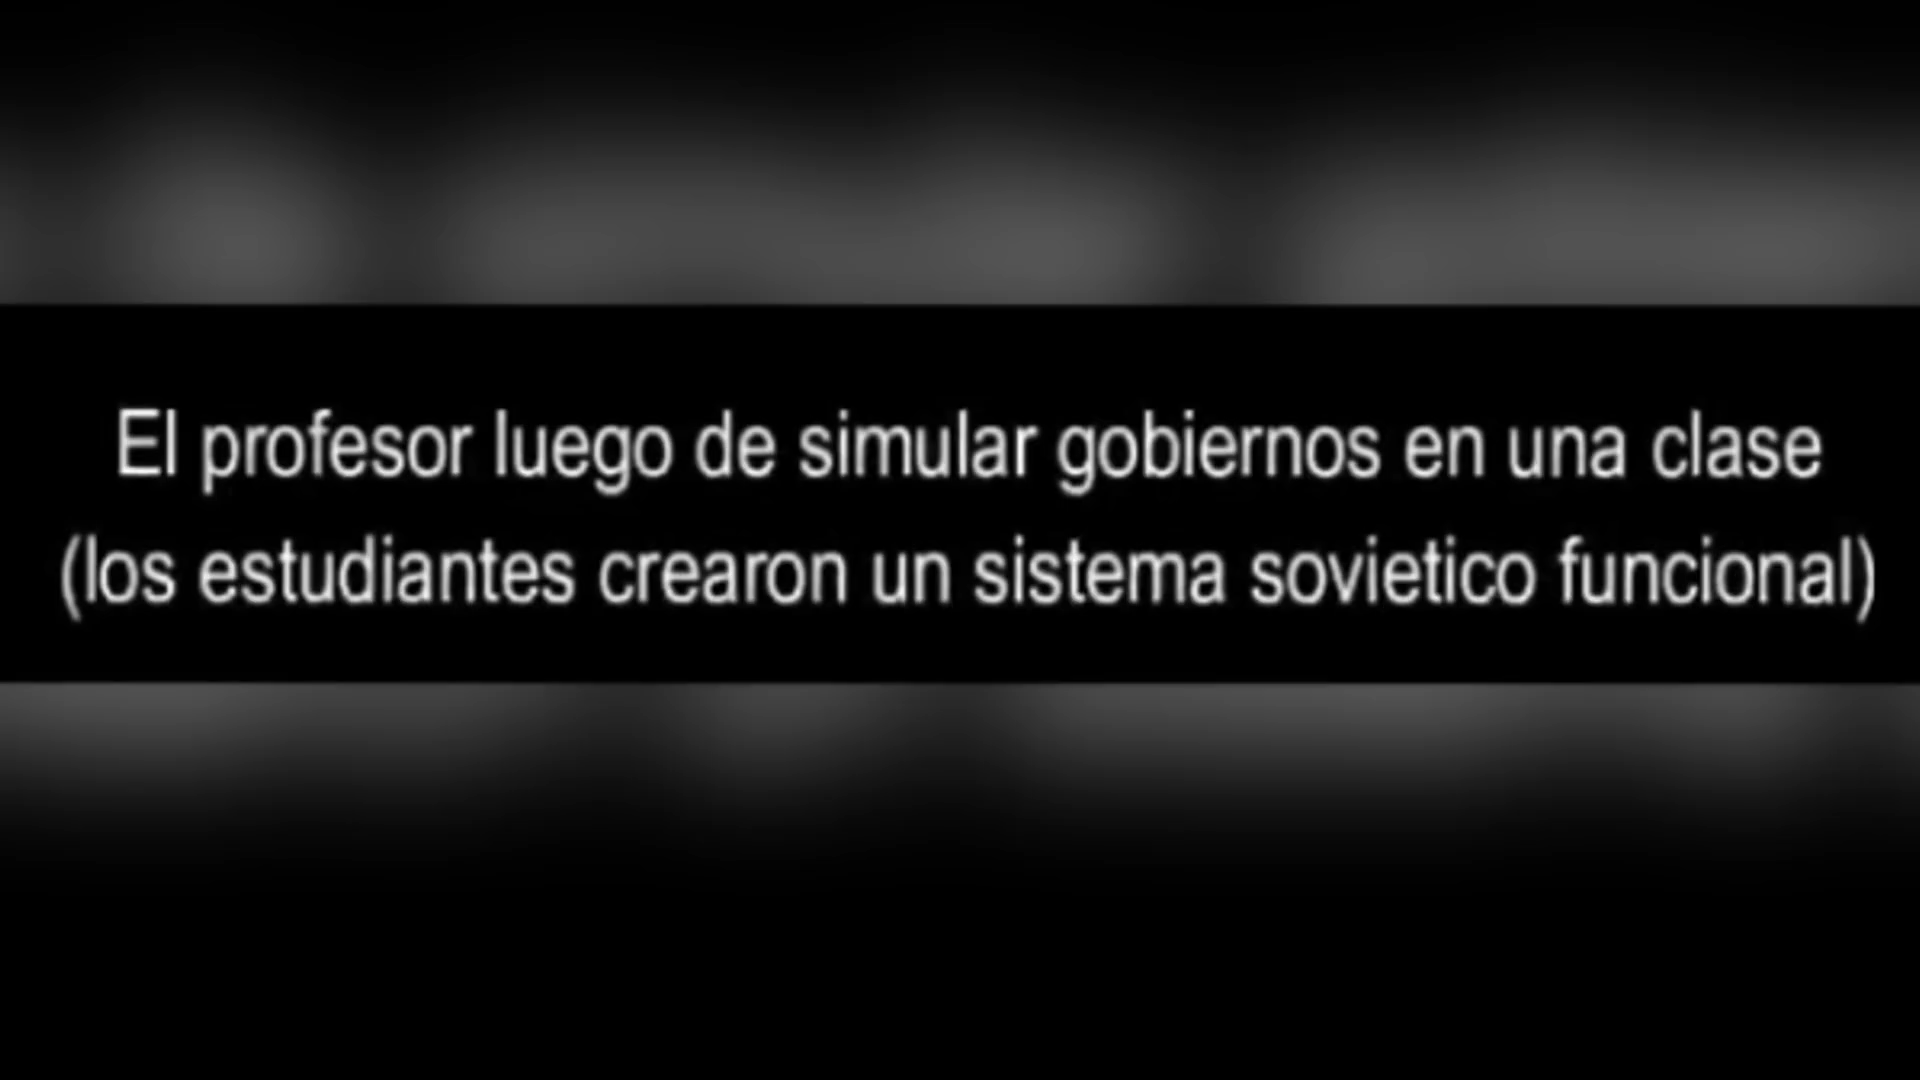 El profesor luego de simular gobiernos en una clase
(los estudiantes crearon un sistema sovietico funcional)